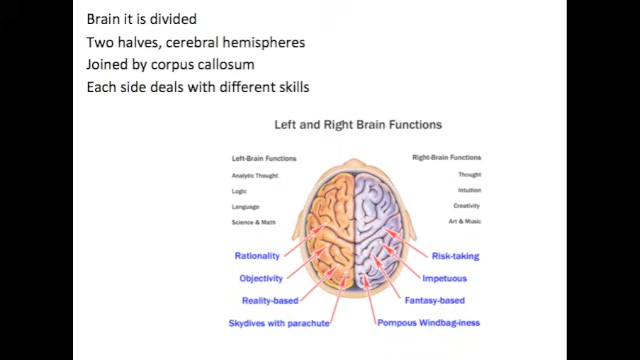 Brain it is divided
Two halves, cerebral hemispheres
Joined by corpus callosum
Each side deals with different skills
Left and Right Brain Functions
Left-Brain Functions
Analytic Thought
Logic
Language
Science & Math
Right-Brain Functions
Thought
Intuition
Creativity
Art & Music
Rationality
Objectivity
Reality-based
Skydives with parachute
Risk-taking
Impetuous
Fantasy-based
Pompous Windbag-iness